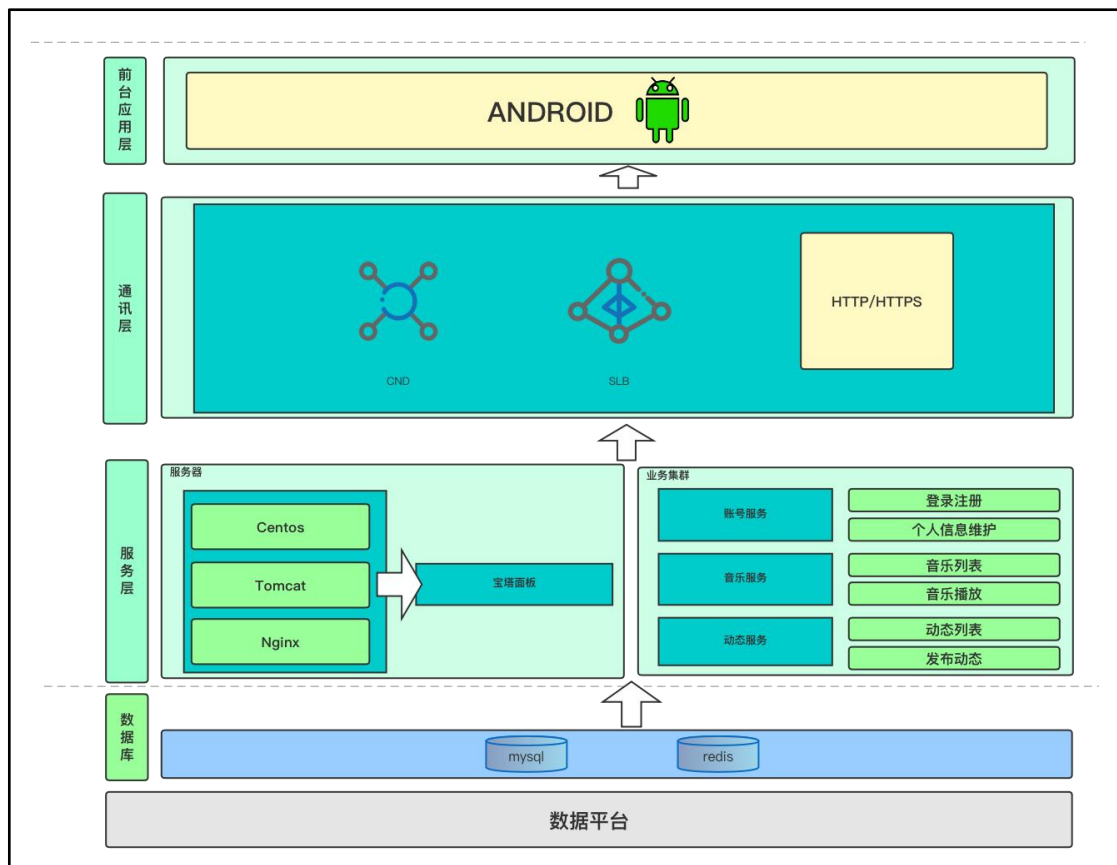 前台应用层
ANDROID
通讯层
CND
SLB
HTTP/HTTPS
服务层
服务器
Centos
Tomcat
Nginx
宝塔面板
业务集群
账号服务
登录注册
个人信息维护
音乐服务
音乐列表
音乐播放
动态服务
动态列表
发布动态
数据库
mysql
redis
数据平台